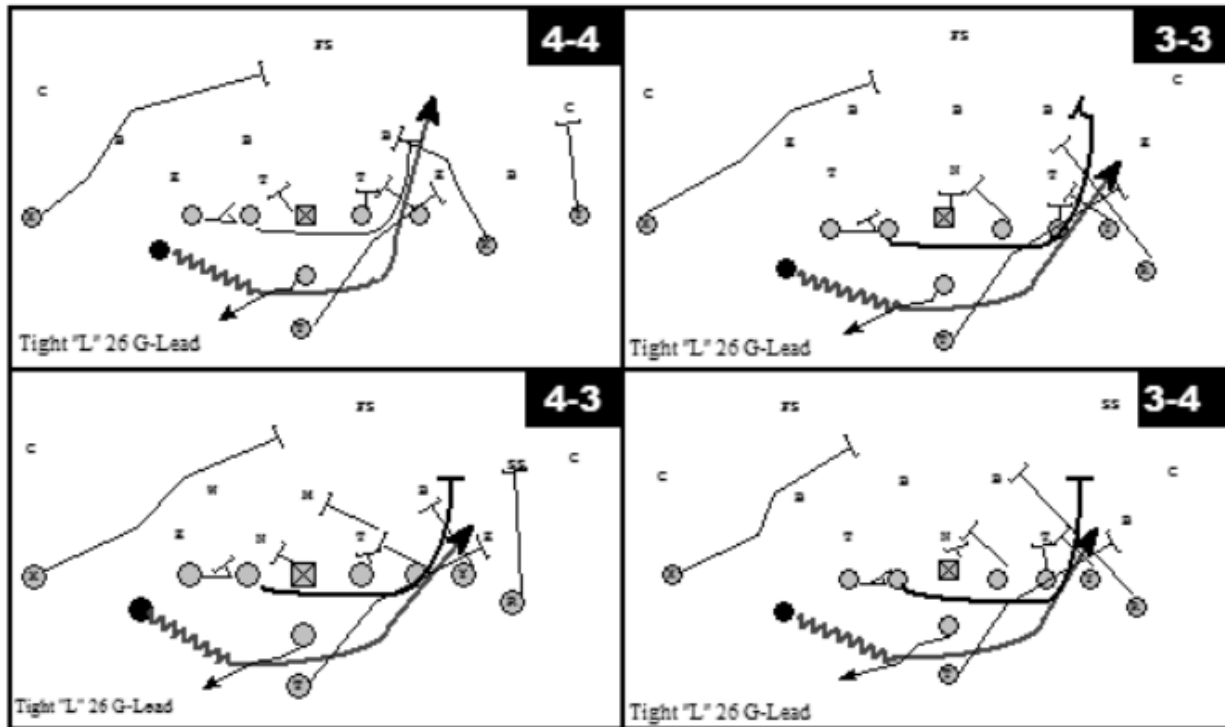 FS 4-4
C C
B B B
E T T E B
Tight "L" 26 G-Lead
FS 3-3
C C
B B B
E E
T N T
Tight "L" 26 G-Lead
FS 4-3
C SS C
W M B
E N T E
Tight "L" 26 G-Lead
FS SS 3-4
C C
B B B B
T N T
Tight "L" 26 G-Lead